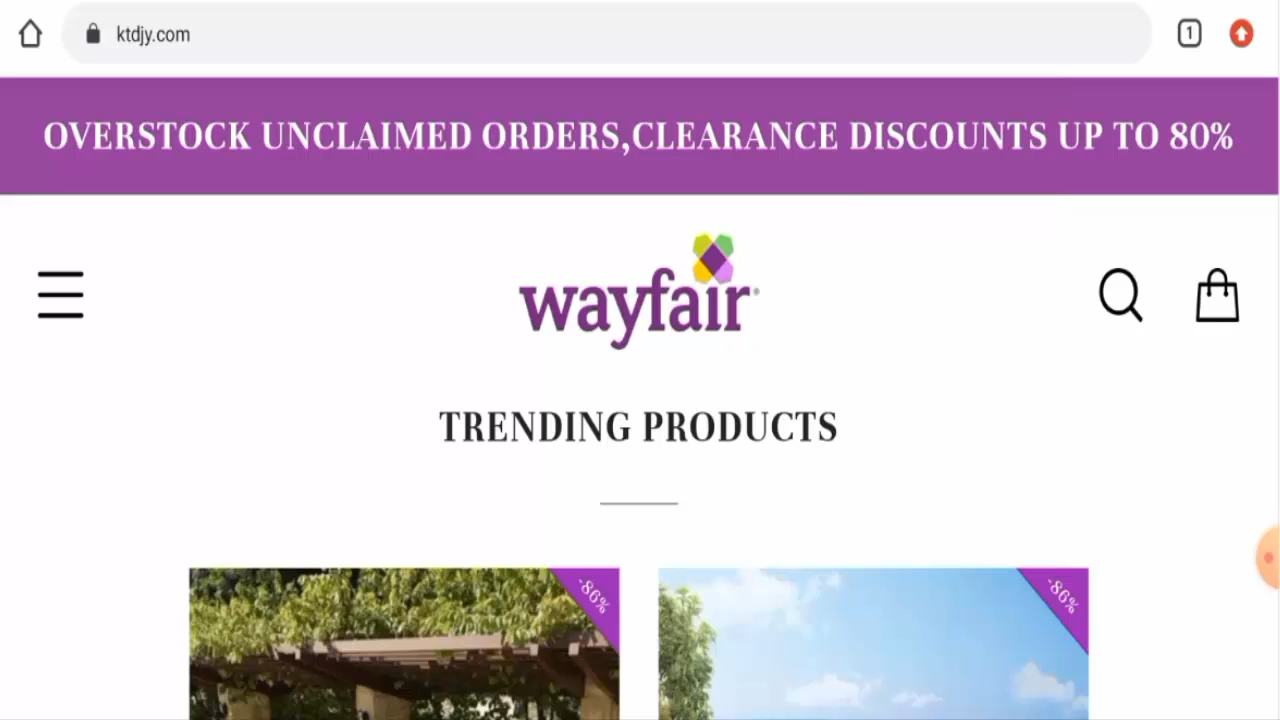 ktdjy.com
1
OVERSTOCK UNCLAIMED ORDERS,CLEARANCE DISCOUNTS UP TO 80%
wayfair
TRENDING PRODUCTS
-86%
-86%